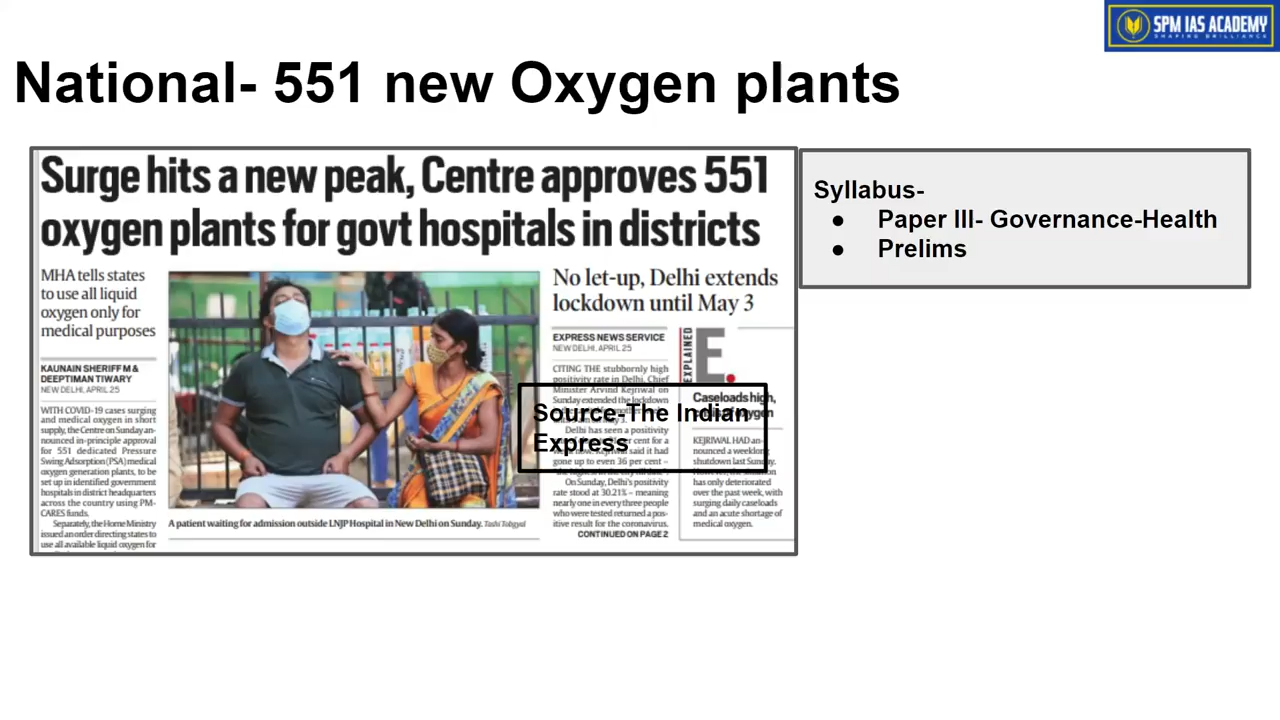 SPM IAS ACADEMY
SHAPING BRILLIANCE
National- 551 new Oxygen plants
Surge hits a new peak, Centre approves 551
oxygen plants for govt hospitals in districts
MHA tells states
to use all liquid
oxygen only for
medical purposes
KAUNAIN SHERIFF M &
DEEPTIMAN TIWARY
NEW DELHI, APRIL 25
WITH COVID-19 cases surging
and medical oxygen in short
supply, the Centre on Sunday an-
nounced in-principle approval
for 551 dedicated Pressure
Swing Adsorption (PSA) medical
oxygen generation plants, to be
set up in identified government
hospitals in district headquarters
across the country using PM-
CARES funds.
Separately, the Home Ministry
issued an order directing states to
use all available liquid oxygen for
A patient waiting for admission outside LNJP Hospital in New Delhi on Sunday. Tashi Tobgyal
No let-up, Delhi extends
lockdown until May 3
EXPRESS NEWS SERVICE
NEW DELHI, APRIL 25
CITING THE stubbornly high
positivity rate in Delhi, Chief
Minister Arvind Kejriwal on
Sunday extended the lockdown
Delhi has seen a positivity
gone up to even 36 per cent –
On Sunday, Delhi's positivity
rate stood at 30.21% – meaning
nearly one in every three people
who were tested returned a pos-
itive result for the coronavirus.
CONTINUED ON PAGE 2
EXPLAINED
E.
Caseloads high,
KEJRIWAL HAD an-
nounced a weeklong
shutdown last Sunday.
has only deteriorated
over the past week, with
surging daily caseloads
and an acute shortage of
medical oxygen.
Source-The Indian
Express
Syllabus-
● Paper III- Governance-Health
● Prelims